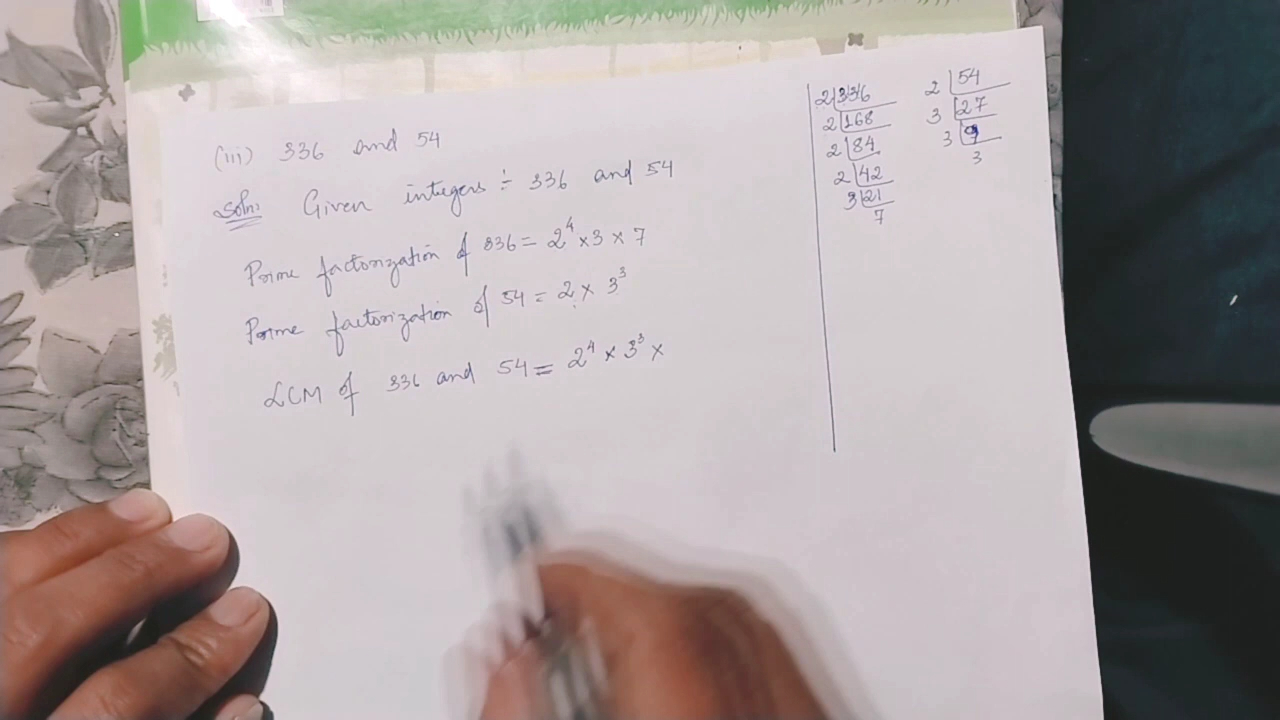 (iii) 336 and 54
Soln: Given integers ÷ 336 and 54
Prime factorization of 336 = 2⁴ × 3 × 7
Prime factorization of 54 = 2 × 3³
LCM of 336 and 54 = 2⁴ × 3³ ×
2 336
2 168
2 84
2 42
3 21
7
2 54
3 27
3 9
3